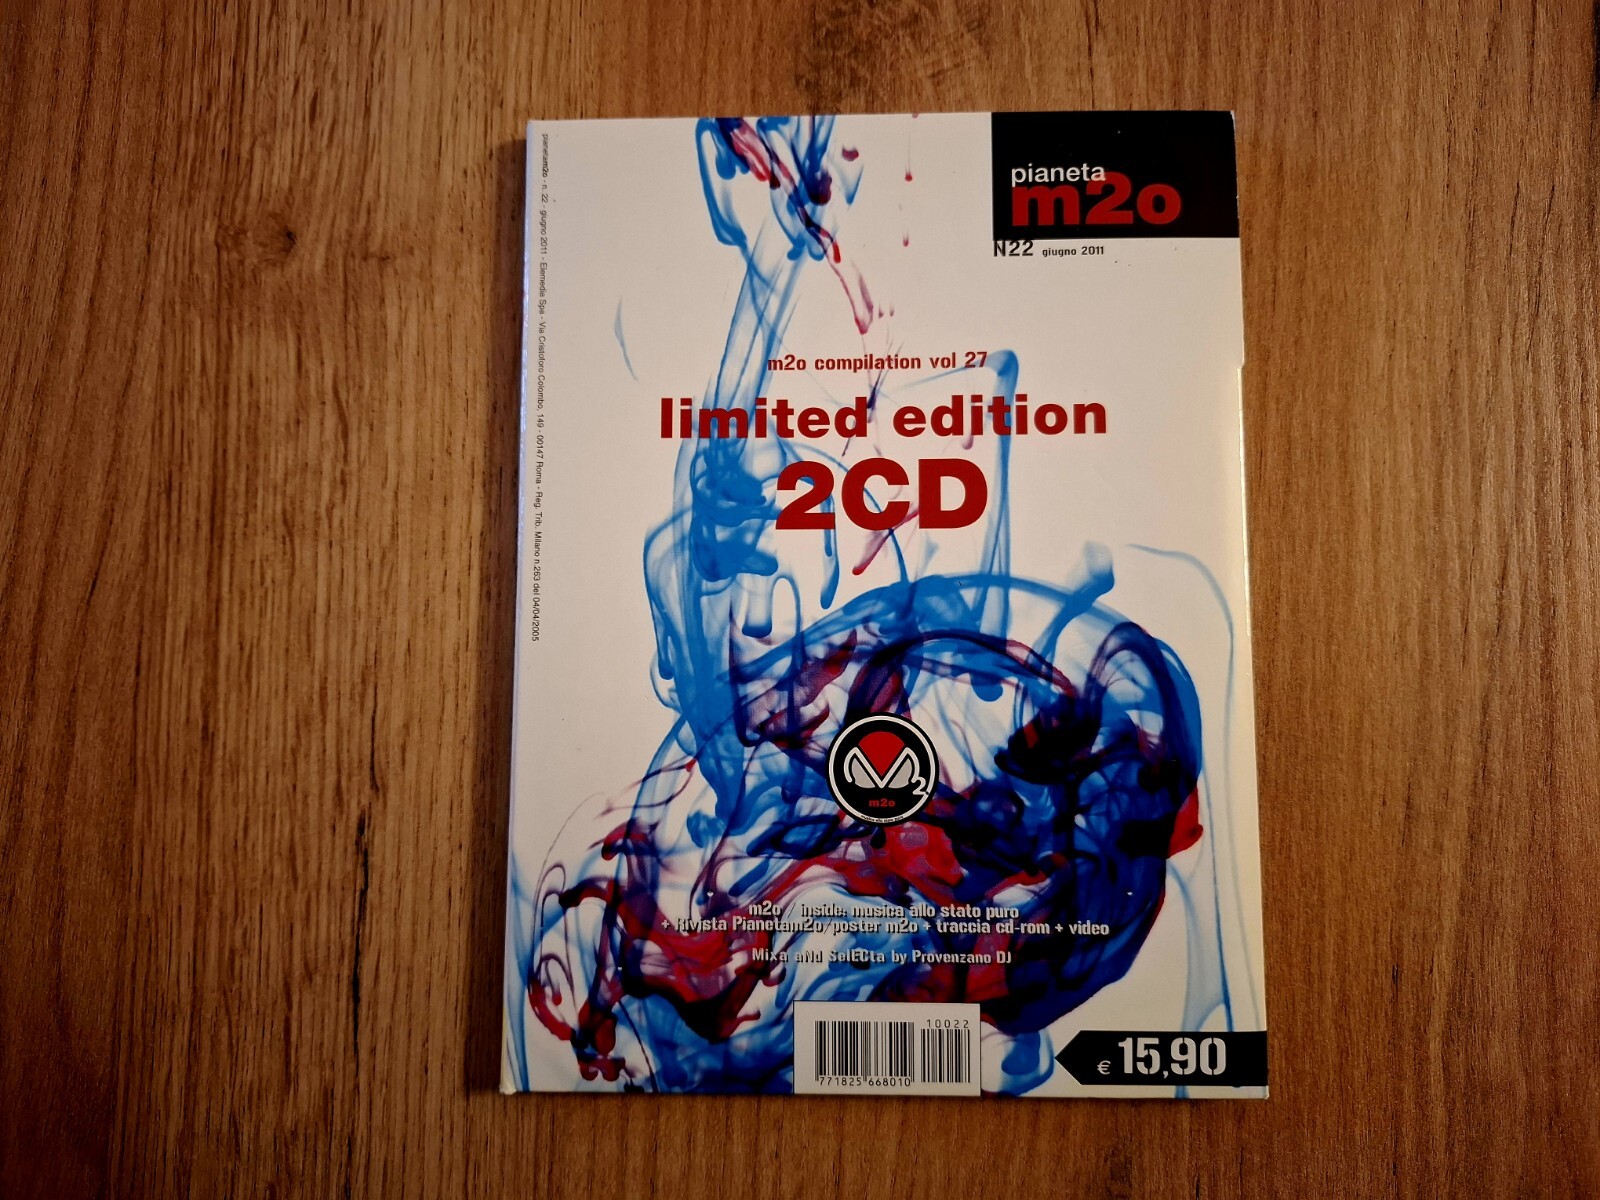 pianeta
m2o
N22 giugno 2011
m2o compilation vol 27
limited edition
2CD
2
m2o
m2o / inside: musica allo stato puro
+ Rivista Pianetam2o/poster m2o + traccia cd-rom + video
Mixa aNd SelECta by Provenzano DJ
10022
771825 668010
€ 15,90
pianetam2o - n. 22 - giugno 2011 - Elemedia Spa - Via Cristoforo Colombo, 149 - 00147 Roma - Reg. Trib. Milano n.263 del 04/04/2005